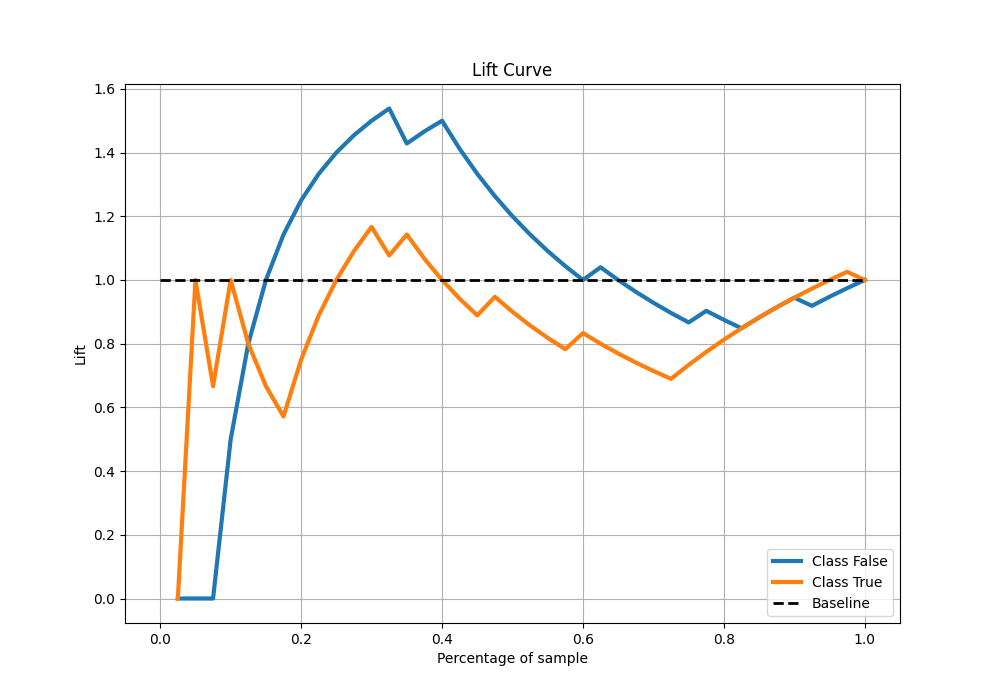 Lift Curve
1.6
1.4
1.2
1.0
0.8
0.6
0.4
0.2
0.0
Lift
0.0 0.2 0.4 0.6 0.8 1.0
Percentage of sample
Class False
Class True
Baseline